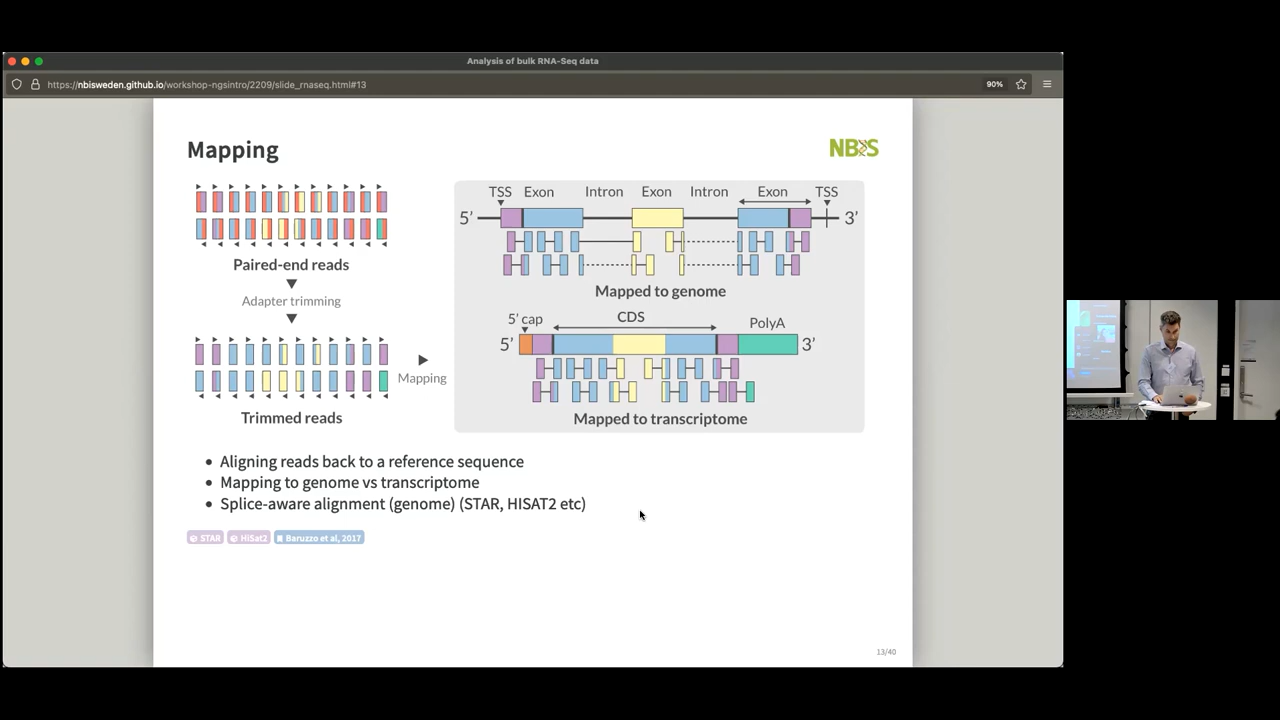 Analysis of bulk RNA-Seq data
https://nbisweden.github.io/workshop-ngsintro/2209/slide_rnaseq.html#13
90%
Mapping
NBIS
Paired-end reads
Adapter trimming
Trimmed reads
Mapping
TSS Exon Intron Exon Intron Exon TSS
5’ 3’
Mapped to genome
5’ cap CDS PolyA
5’ 3’
Mapped to transcriptome
• Aligning reads back to a reference sequence
• Mapping to genome vs transcriptome
• Splice-aware alignment (genome) (STAR, HISAT2 etc)
STAR HiSat2 Baruzzo et al, 2017
13/40